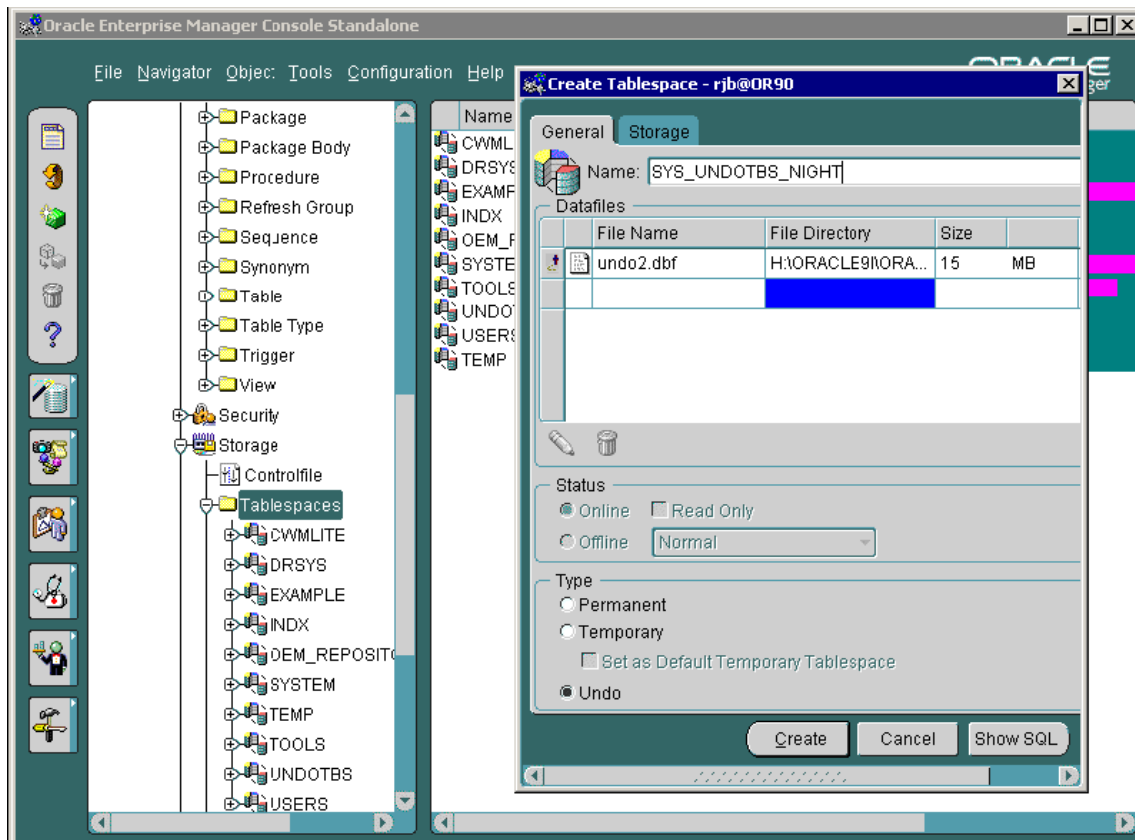 Oracle Enterprise Manager Console Standalone
File Navigator Object Tools Configuration Help
Package
Package Body
Procedure
Refresh Group
Sequence
Synonym
Table
Table Type
Trigger
View
Security
Storage
Controlfile
Tablespaces
CWMLITE
DRSYS
EXAMPLE
INDX
OEM_REPOSITO
SYSTEM
TEMP
TOOLS
UNDOTBS
USERS
Name
CWML
DRSYS
EXAMP
INDX
OEM_F
SYSTE
TOOLS
UNDO
USERS
TEMP
Create Tablespace - rjb@OR90
General Storage
Name: SYS_UNDOTBS_NIGHT
Datafiles
File Name File Directory Size
undo2.dbf H:\ORACLE9I\ORA... 15 MB
Status
Online Read Only
Offline Normal
Type
Permanent
Temporary
Set as Default Temporary Tablespace
Undo
Create Cancel Show SQL